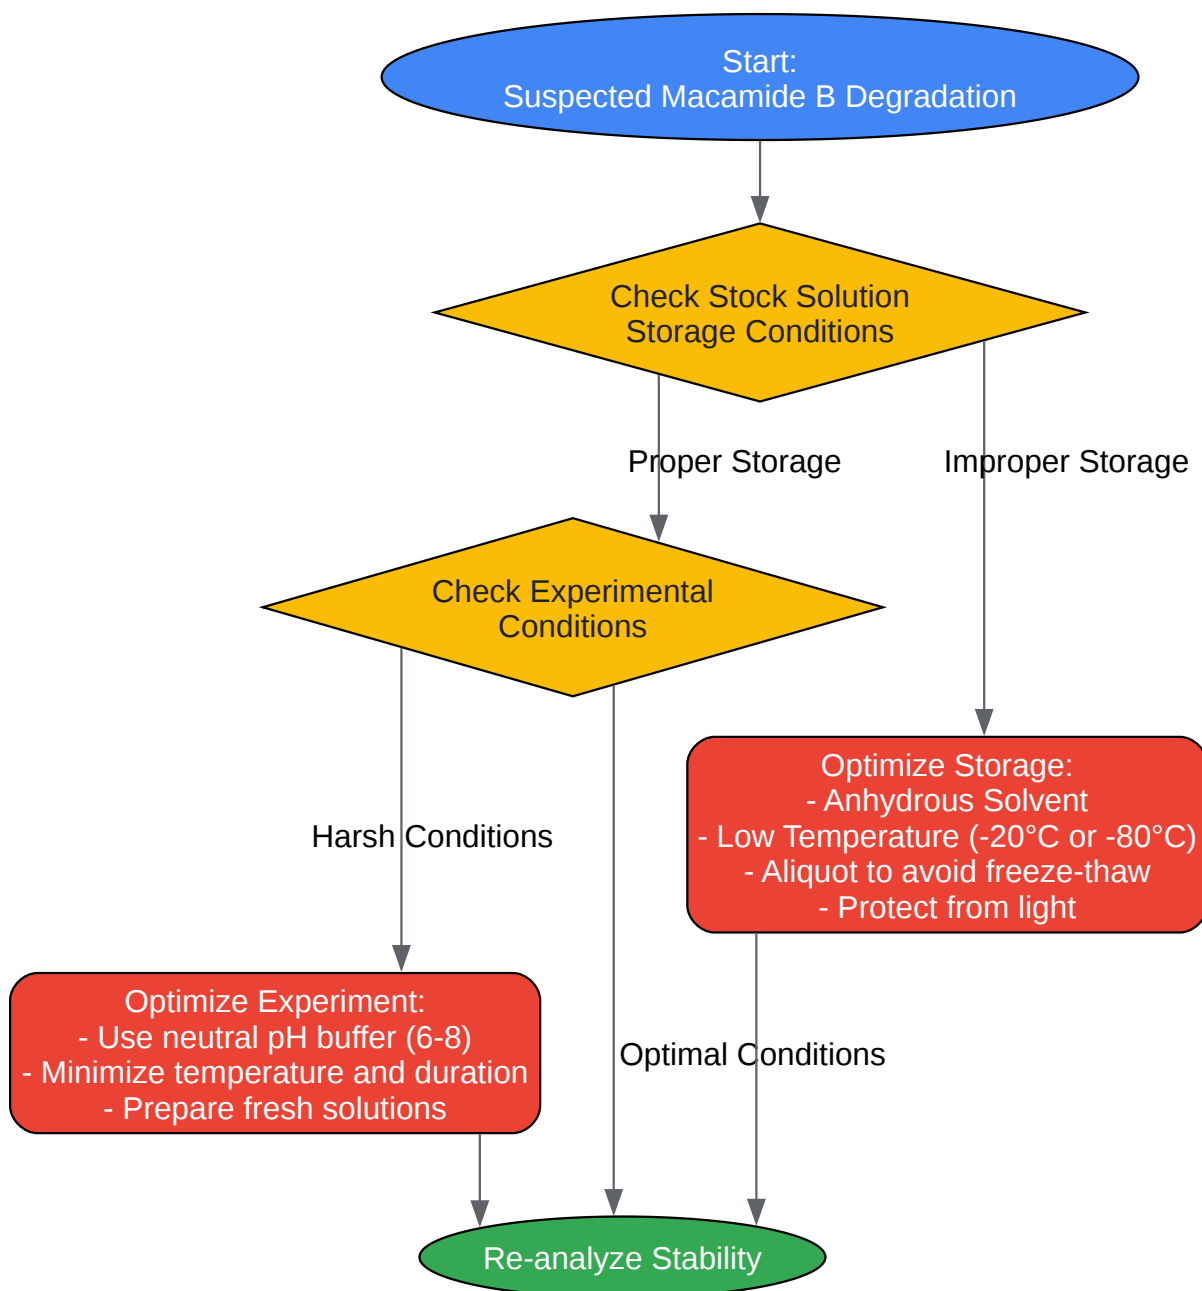 Start:
Suspected Macamide B Degradation
Check Stock Solution
Storage Conditions
Proper Storage
Improper Storage
Check Experimental
Conditions
Optimize Storage:
- Anhydrous Solvent
- Low Temperature (-20°C or -80°C)
- Aliquot to avoid freeze-thaw
- Protect from light
Harsh Conditions
Optimize Experiment:
- Use neutral pH buffer (6-8)
- Minimize temperature and duration
- Prepare fresh solutions
Optimal Conditions
Re-analyze Stability